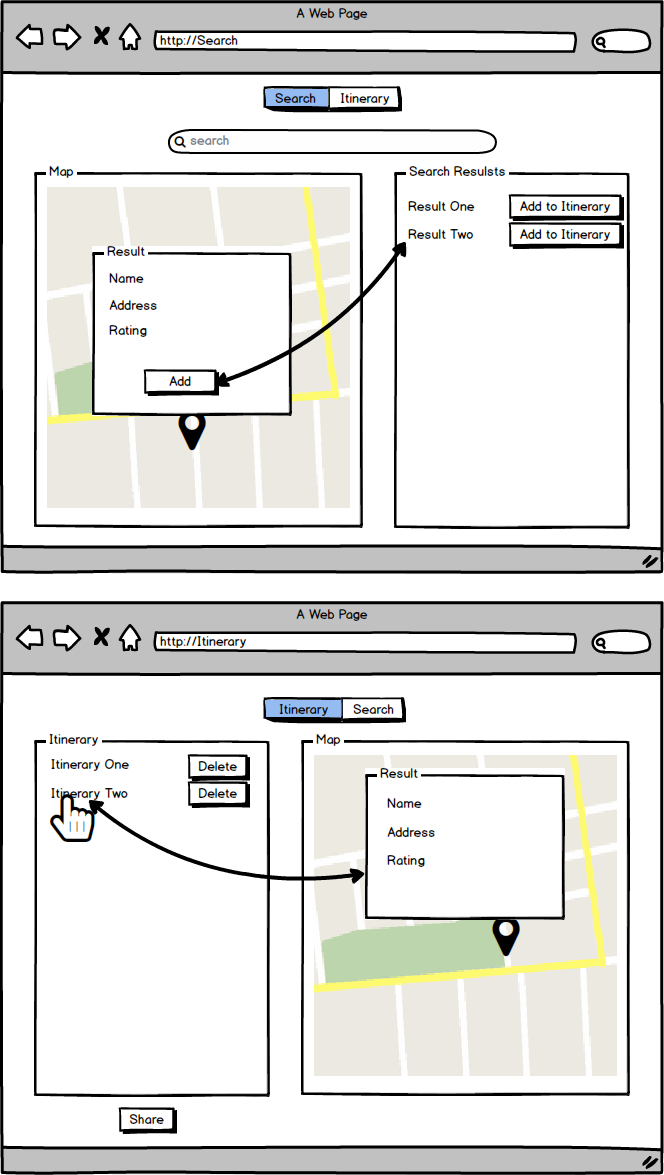 A Web Page
http://Search
Search Itinerary
search
Map
Result
Name
Address
Rating
Add
Search Resulsts
Result One Add to Itinerary
Result Two Add to Itinerary
A Web Page
http://Itinerary
Itinerary Search
Itinerary
Itinerary One Delete
Itinerary Two Delete
Map
Result
Name
Address
Rating
Share